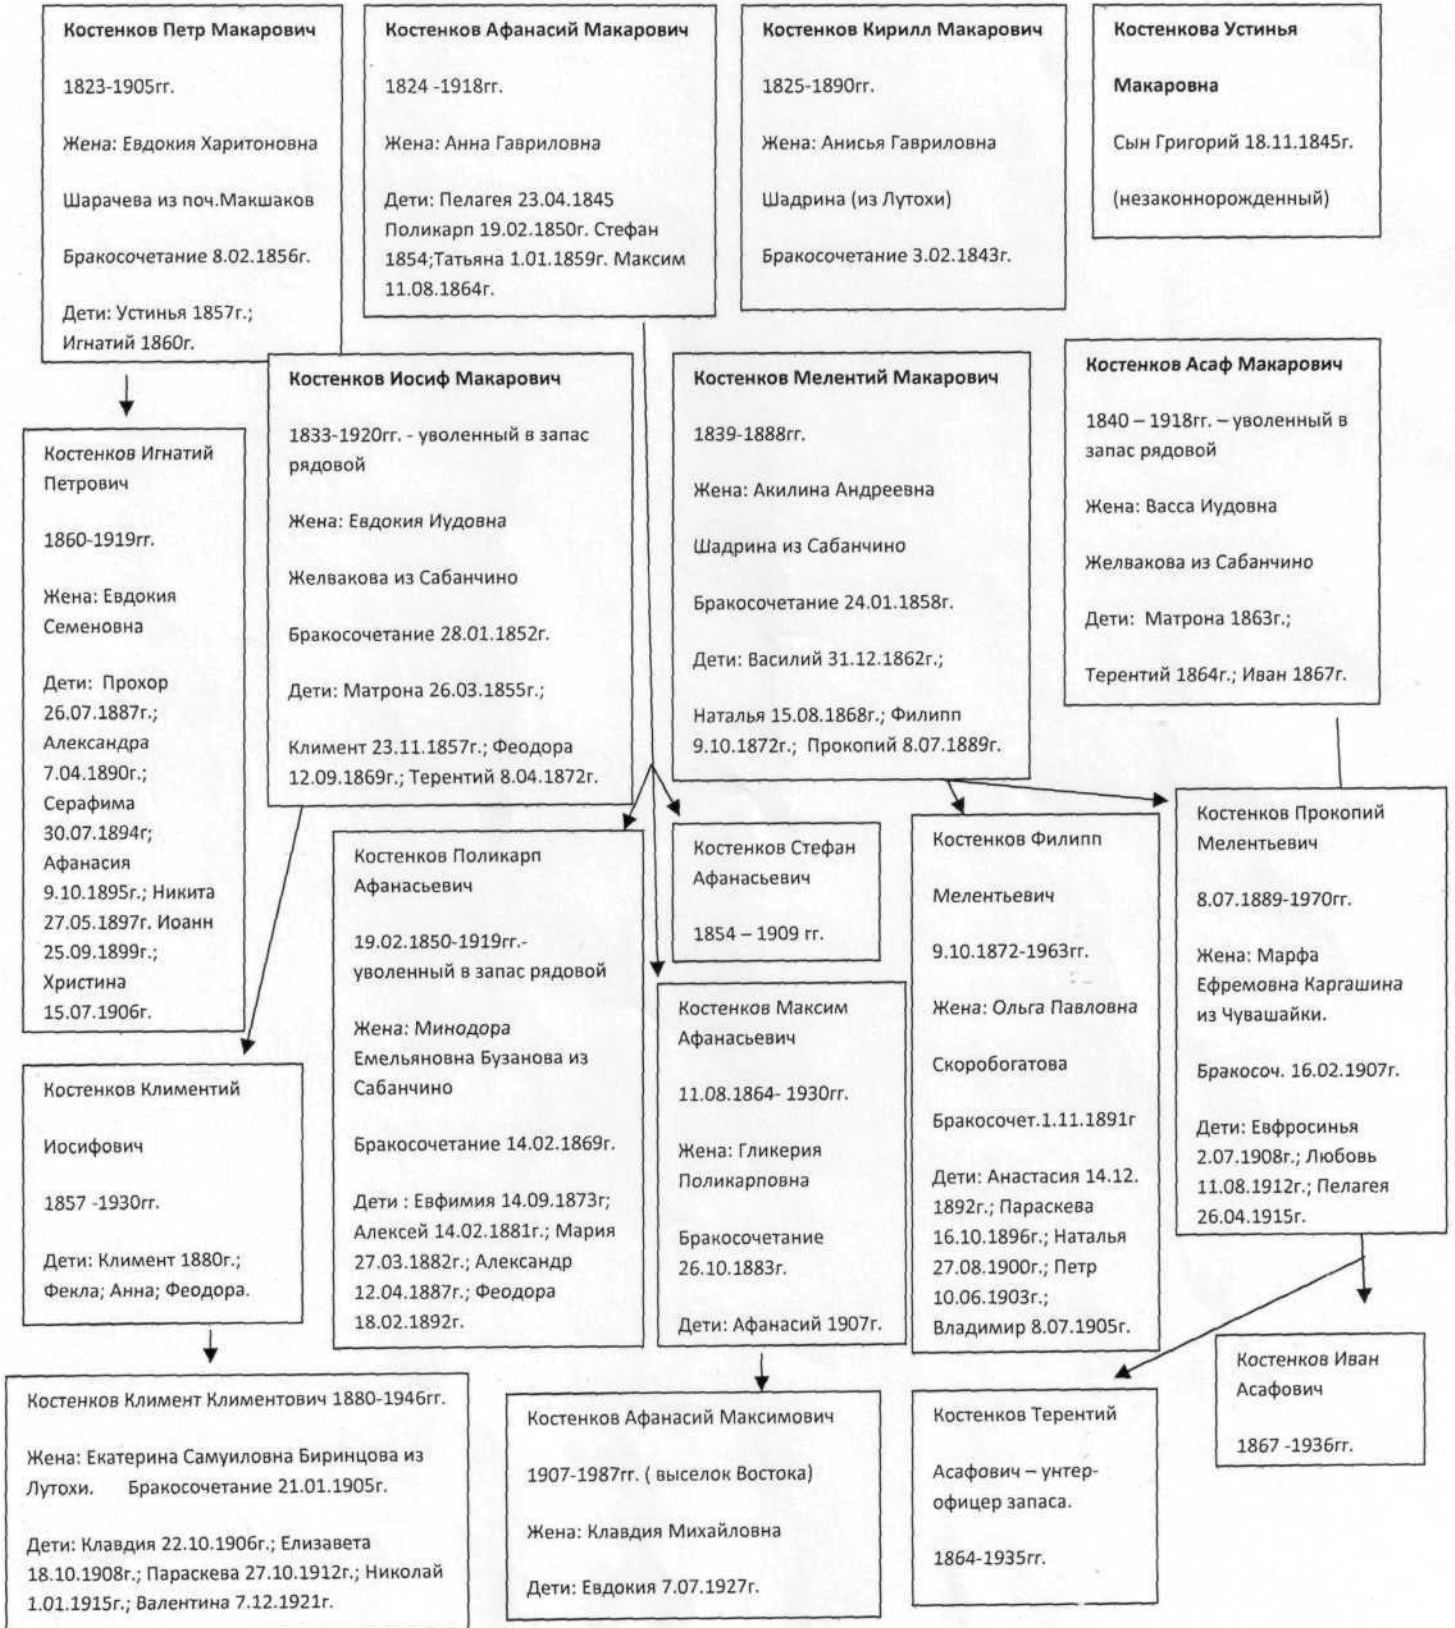 Костенков Петр Макарович
1823-1905гг.
Жена: Евдокия Харитоновна
Шарачева из поч.Макшаков
Бракосочетание 8.02.1856г.
Дети: Устинья 1857г.;
Игнатий 1860г.
Костенков Афанасий Макарович
1824 -1918гг.
Жена: Анна Гавриловна
Дети: Пелагея 23.04.1845
Поликарп 19.02.1850г. Стефан
1854;Татьяна 1.01.1859г. Максим
11.08.1864г.
Костенков Кирилл Макарович
1825-1890гг.
Жена: Анисья Гавриловна
Шадрина (из Лутохи)
Бракосочетание 3.02.1843г.
Костенкова Устинья
Макаровна
Сын Григорий 18.11.1845г.
(незаконнорожденный)
Костенков Иосиф Макарович
1833-1920гг. - уволенный в запас
рядовой
Жена: Евдокия Иудовна
Желвакова из Сабанчино
Бракосочетание 28.01.1852г.
Дети: Матрона 26.03.1855г.;
Климент 23.11.1857г.; Феодора
12.09.1869г.; Терентий 8.04.1872г.
Костенков Мелентий Макарович
1839-1888гг.
Жена: Акилина Андреевна
Шадрина из Сабанчино
Бракосочетание 24.01.1858г.
Дети: Василий 31.12.1862г.;
Наталья 15.08.1868г.; Филипп
9.10.1872г.; Прокопий 8.07.1889г.
Костенков Асаф Макарович
1840 – 1918гг. – уволенный в
запас рядовой
Жена: Васса Иудовна
Желвакова из Сабанчино
Дети: Матрона 1863г.;
Терентий 1864г.; Иван 1867г.
Костенков Игнатий
Петрович
1860-1919гг.
Жена: Евдокия
Семеновна
Дети: Прохор
26.07.1887г.;
Александра
7.04.1890г.;
Серафима
30.07.1894г;
Афанасия
9.10.1895г.; Никита
27.05.1897г. Иоанн
25.09.1899г.;
Христина
15.07.1906г.
Костенков Поликарп
Афанасьевич
19.02.1850-1919гг.-
уволенный в запас рядовой
Жена: Минодора
Емельяновна Бузанова из
Сабанчино
Бракосочетание 14.02.1869г.
Дети : Евфимия 14.09.1873г;
Алексей 14.02.1881г.; Мария
27.03.1882г.; Александр
12.04.1887г.; Феодора
18.02.1892г.
Костенков Стефан
Афанасьевич
1854 – 1909 гг.
Костенков Максим
Афанасьевич
11.08.1864- 1930гг.
Жена: Гликерия
Поликарповна
Бракосочетание
26.10.1883г.
Дети: Афанасий 1907г.
Костенков Филипп
Мелентьевич
9.10.1872-1963гг.
Жена: Ольга Павловна
Скоробогатова
Бракосочет.1.11.1891г
Дети: Анастасия 14.12.
1892г.; Параскева
16.10.1896г.; Наталья
27.08.1900г.; Петр
10.06.1903г.;
Владимир 8.07.1905г.
Костенков Прокопий
Мелентьевич
8.07.1889-1970гг.
Жена: Марфа
Ефремовна Каргашина
из Чувашайки.
Бракосоч. 16.02.1907г.
Дети: Евфросинья
2.07.1908г.; Любовь
11.08.1912г.; Пелагея
26.04.1915г.
Костенков Климентий
Иосифович
1857 -1930гг.
Дети: Климент 1880г.;
Фекла; Анна; Феодора.
Костенков Климент Климентович 1880-1946гг.
Жена: Екатерина Самуиловна Биринцова из
Лутохи. Бракосочетание 21.01.1905г.
Дети: Клавдия 22.10.1906г.; Елизавета
18.10.1908г.; Параскева 27.10.1912г.; Николай
1.01.1915г.; Валентина 7.12.1921г.
Костенков Афанасий Максимович
1907-1987гг. ( выселок Востока)
Жена: Клавдия Михайловна
Дети: Евдокия 7.07.1927г.
Костенков Терентий
Асафович – унтер-
офицер запаса.
1864-1935гг.
Костенков Иван
Асафович
1867 -1936гг.